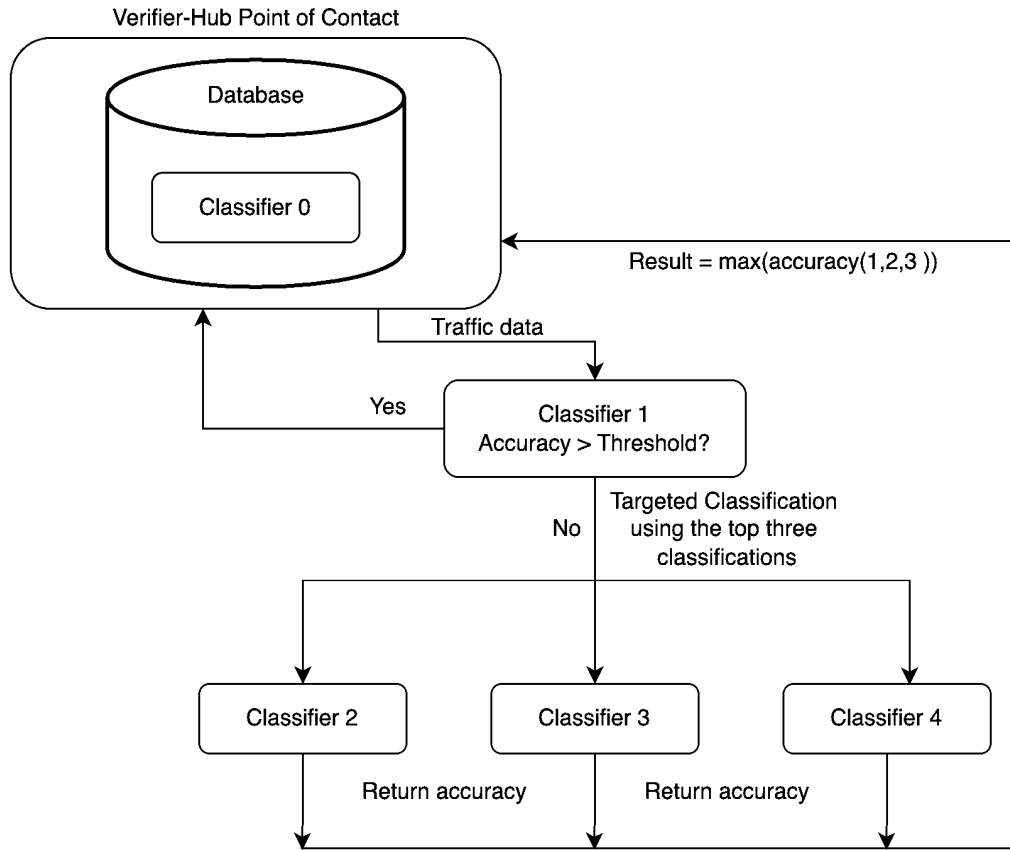 Verifier-Hub Point of Contact
Database
Classifier 0
Result = max(accuracy(1,2,3 ))
Traffic data
Yes
Classifier 1
Accuracy > Threshold?
No
Targeted Classification
using the top three
classifications
Classifier 2
Classifier 3
Classifier 4
Return accuracy
Return accuracy